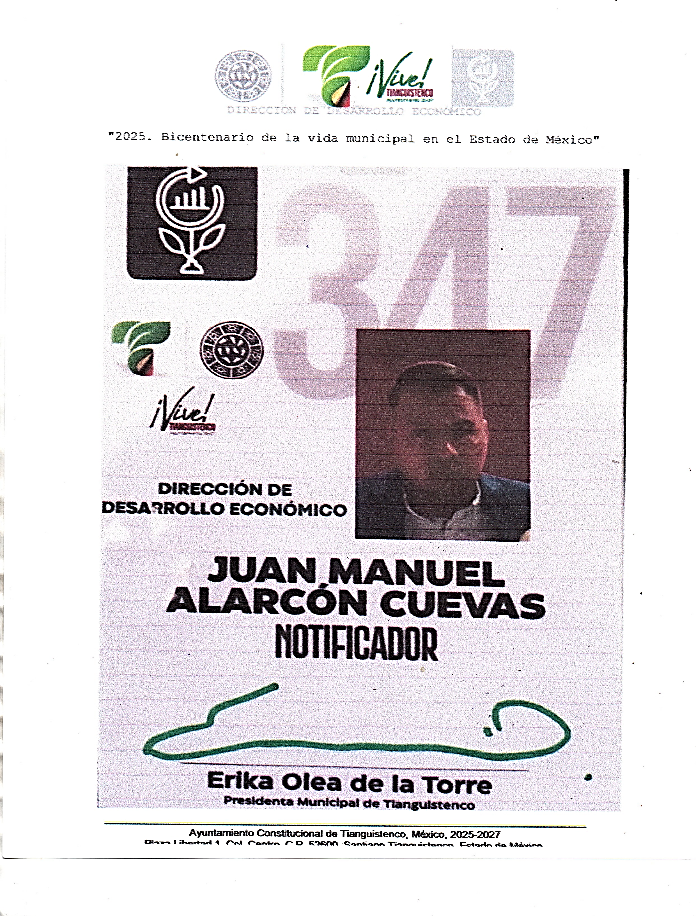 ¡Vive!
TIANGUISTENCO
DIRECCIÓN DE DESARROLLO ECONÓMICO
"2025. Bicentenario de la vida municipal en el Estado de México"
347
¡Vive!
TIANGUISTENCO
DIRECCIÓN DE
DESARROLLO ECONÓMICO
JUAN MANUEL
ALARCÓN CUEVAS
NOTIFICADOR
Erika Olea de la Torre
Presidenta Municipal de Tianguistenco
Ayuntamiento Constitucional de Tianguistenco, México, 2025-2027
Plaza Libertad 1, Col. Centro, C.P. 52600, Santiago Tianguistenco, Estado de México